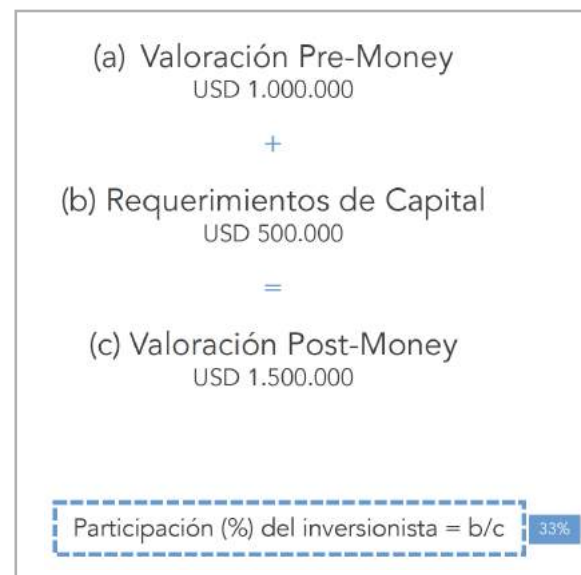 (a) Valoración Pre-Money
USD 1.000.000
+
(b) Requerimientos de Capital
USD 500.000
=
(c) Valoración Post-Money
USD 1.500.000
Participación (%) del inversionista = b/c 33%